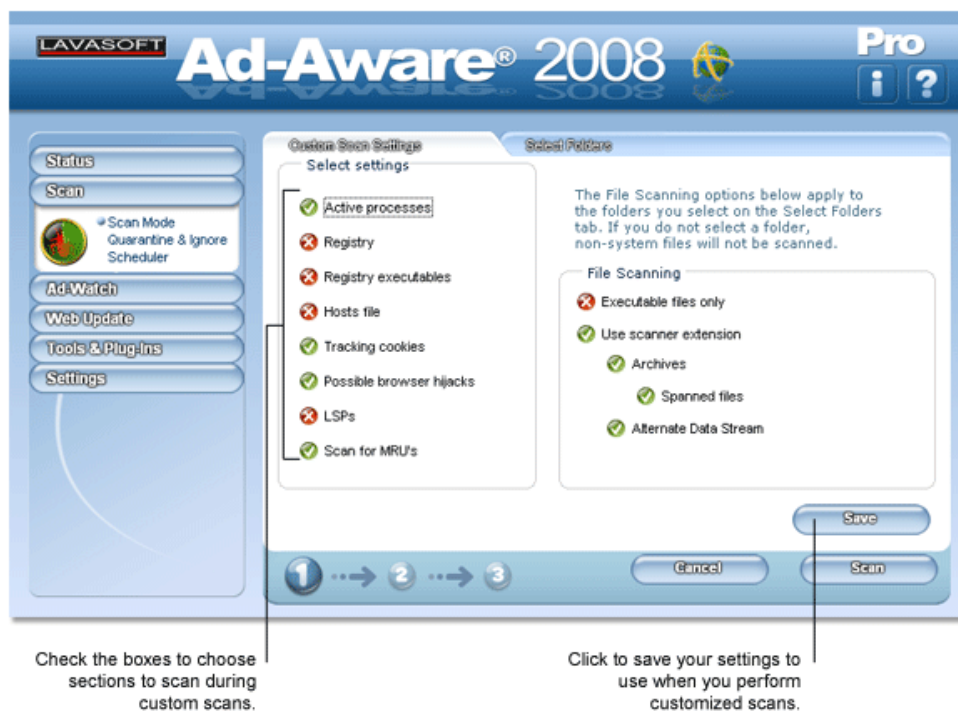 LAVASOFT
Ad-Aware® 2008
Pro
i ?
Status
Scan
Scan Mode
Quarantine & Ignore
Scheduler
Ad-Watch
Web Update
Tools & Plug-Ins
Settings
Custom Scan Settings
Select Folders
Select settings
Active processes
Registry
Registry executables
Hosts file
Tracking cookies
Possible browser hijacks
LSPs
Scan for MRU's
The File Scanning options below apply to
the folders you select on the Select Folders
tab. If you do not select a folder,
non-system files will not be scanned.
File Scanning
Executable files only
Use scanner extension
Archives
Spanned files
Alternate Data Stream
Save
1 2 3
Cancel
Scan
Check the boxes to choose
sections to scan during
custom scans.
Click to save your settings to
use when you perform
customized scans.